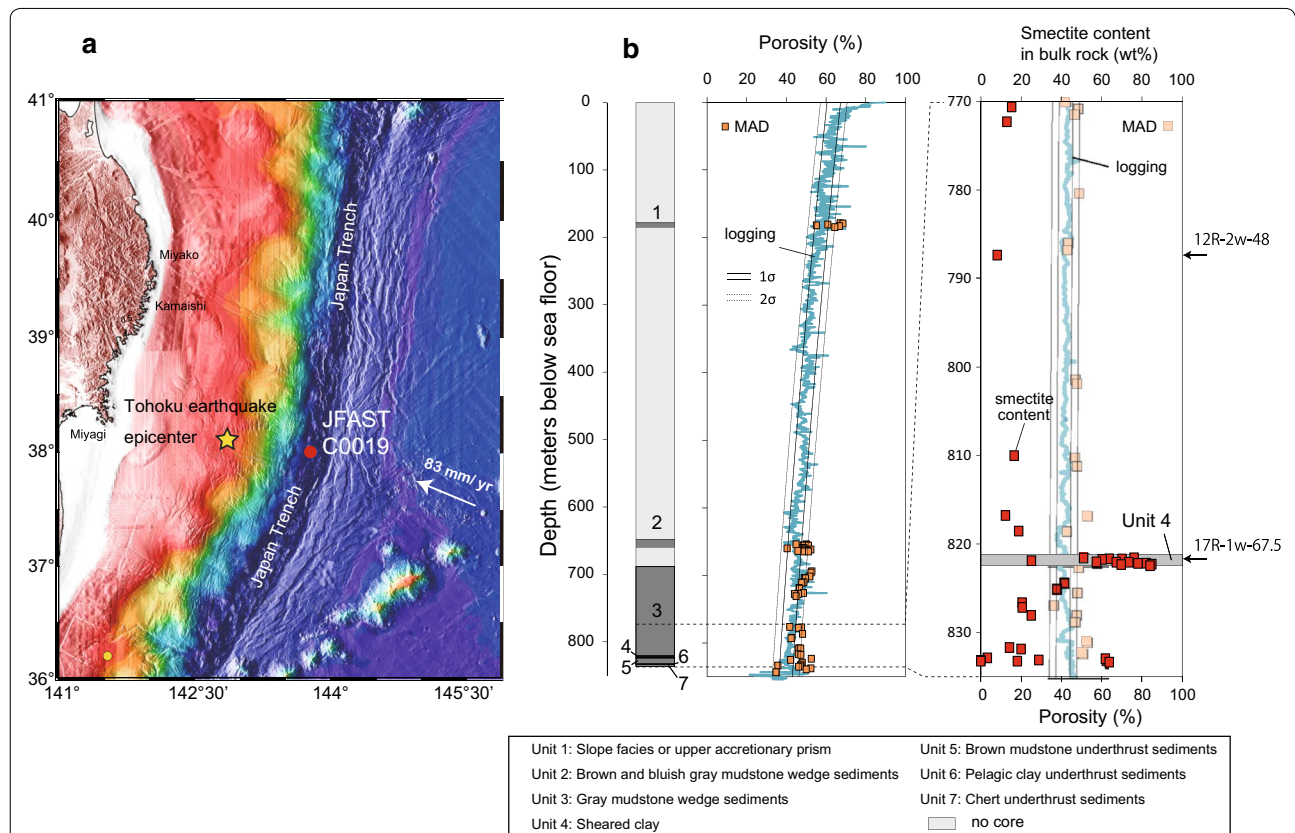 a
41°
40°
39°
38°
37°
36°
141°
142°30'
144°
145°30'
Miyako
Kamaishi
Miyagi
Japan Trench
Tohoku earthquake
epicenter
JFAST
C0019
83 mm/ yr
Japan Trench
b
Porosity (%)
0 20 40 60 80 100
Depth (meters below sea floor)
0
100
200
300
400
500
600
700
800
1
2
3
4
5
6
7
MAD
logging
1σ
2σ
Smectite content
in bulk rock (wt%)
0 20 40 60 80 100
770
780
790
800
810
820
830
MAD
logging
12R-2w-48
smectite
content
Unit 4
17R-1w-67.5
0 20 40 60 80 100
Porosity (%)
Unit 1: Slope facies or upper accretionary prism
Unit 2: Brown and bluish gray mudstone wedge sediments
Unit 3: Gray mudstone wedge sediments
Unit 4: Sheared clay
Unit 5: Brown mudstone underthrust sediments
Unit 6: Pelagic clay underthrust sediments
Unit 7: Chert underthrust sediments
no core